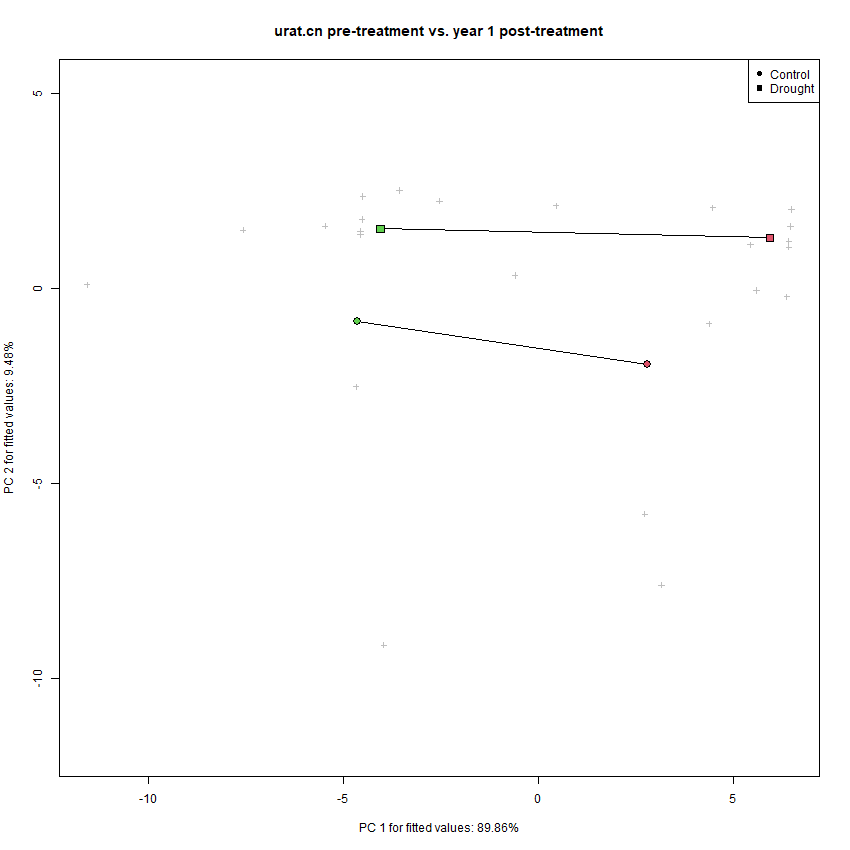 urat.cn pre-treatment vs. year 1 post-treatment
Control
Drought
5
0
-5
-10
PC 2 for fitted values: 9.48%
-10
-5
0
5
PC 1 for fitted values: 89.86%